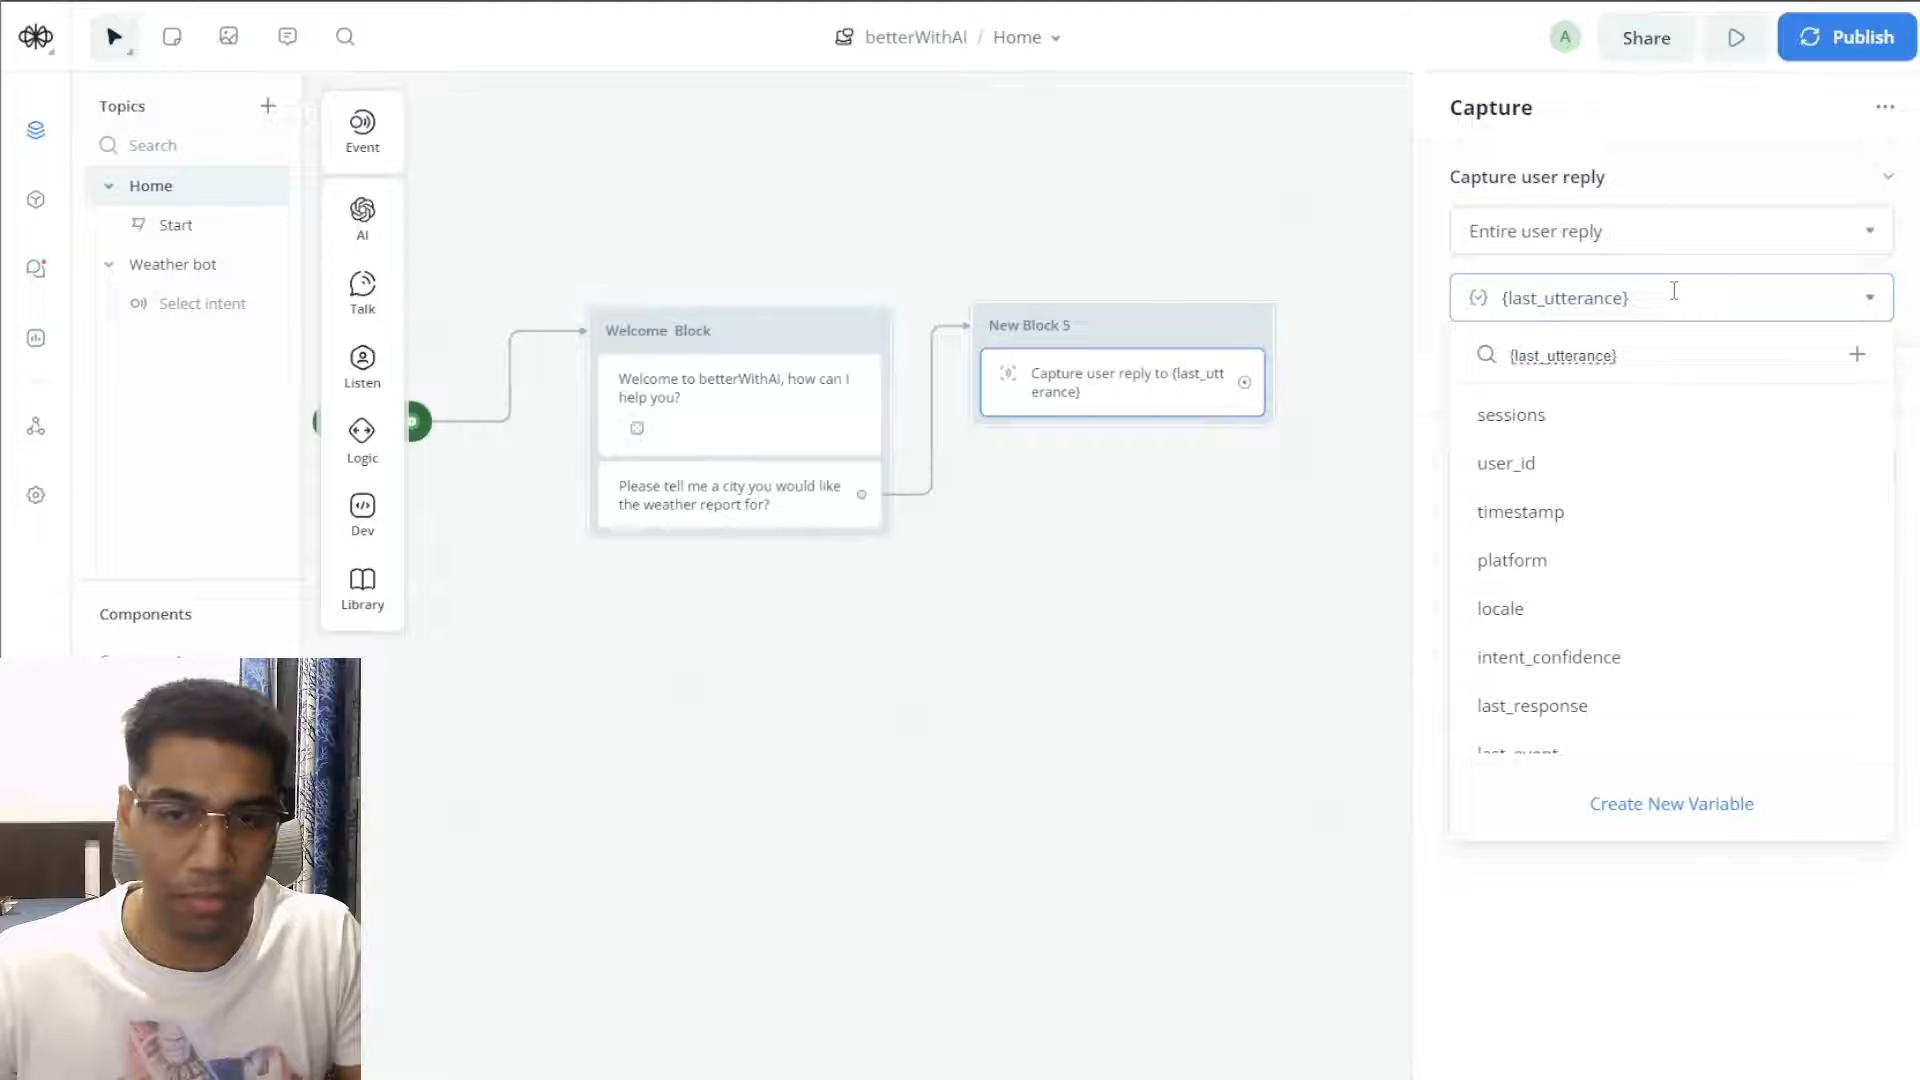 betterWithAI / Home
A
Share
Publish
Topics
Search
Home
Start
Weather bot
Select intent
Components
Event
AI
Talk
Listen
Logic
Dev
Library
Welcome Block
Welcome to betterWithAI, how can I
help you?
Please tell me a city you would like
the weather report for?
New Block 5
Capture user reply to {last_utt
erance}
Capture
Capture user reply
Entire user reply
{last_utterance}
{last_utterance}
sessions
user_id
timestamp
platform
locale
intent_confidence
last_response
last_event
Create New Variable